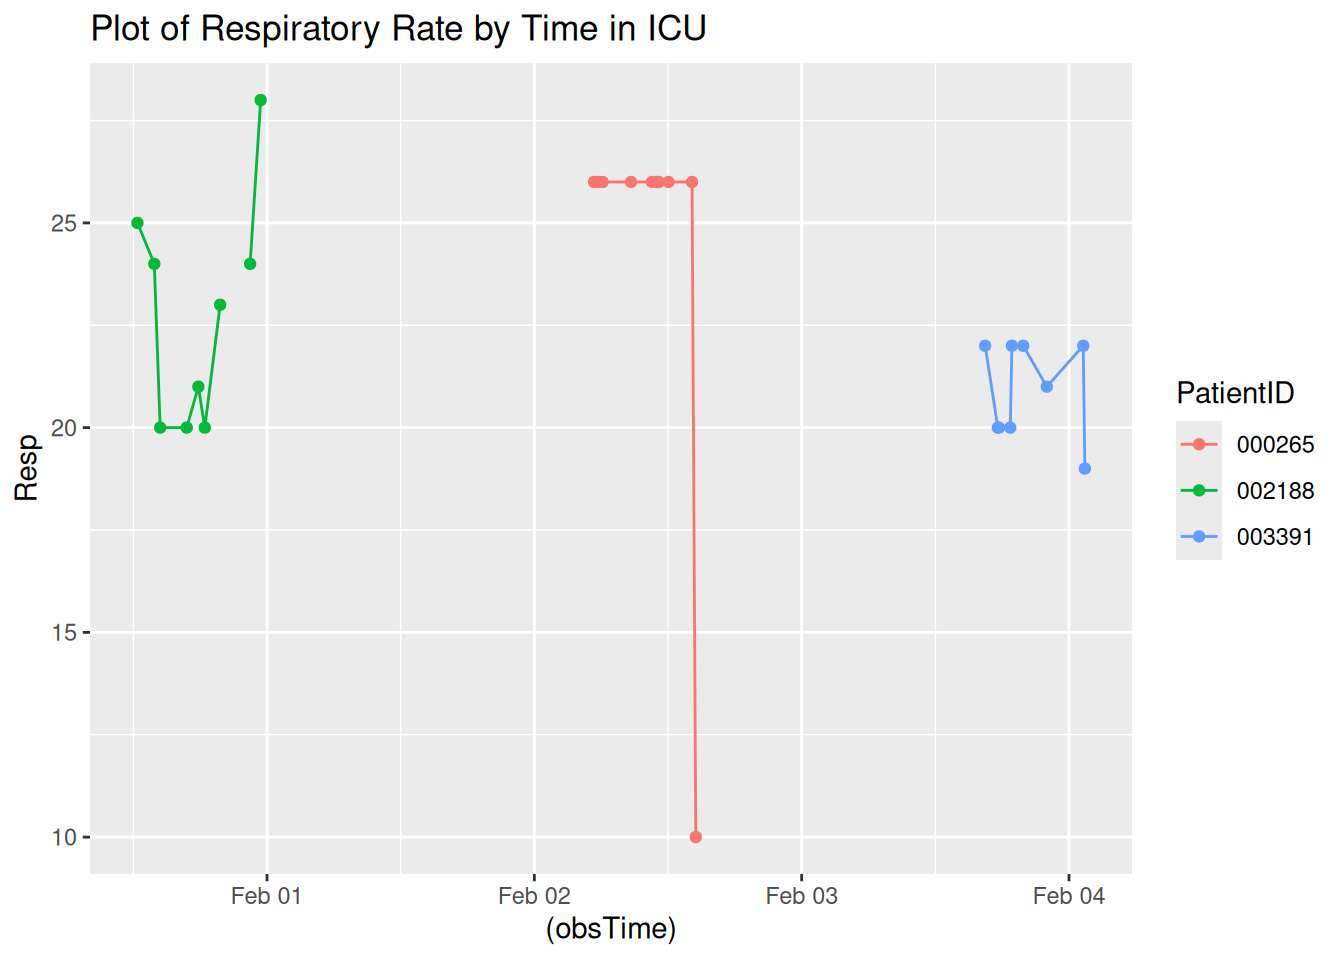 Plot of Respiratory Rate by Time in ICU
Resp
25
20
15
10
Feb 01
Feb 02
Feb 03
Feb 04
(obsTime)
PatientID
000265
002188
003391